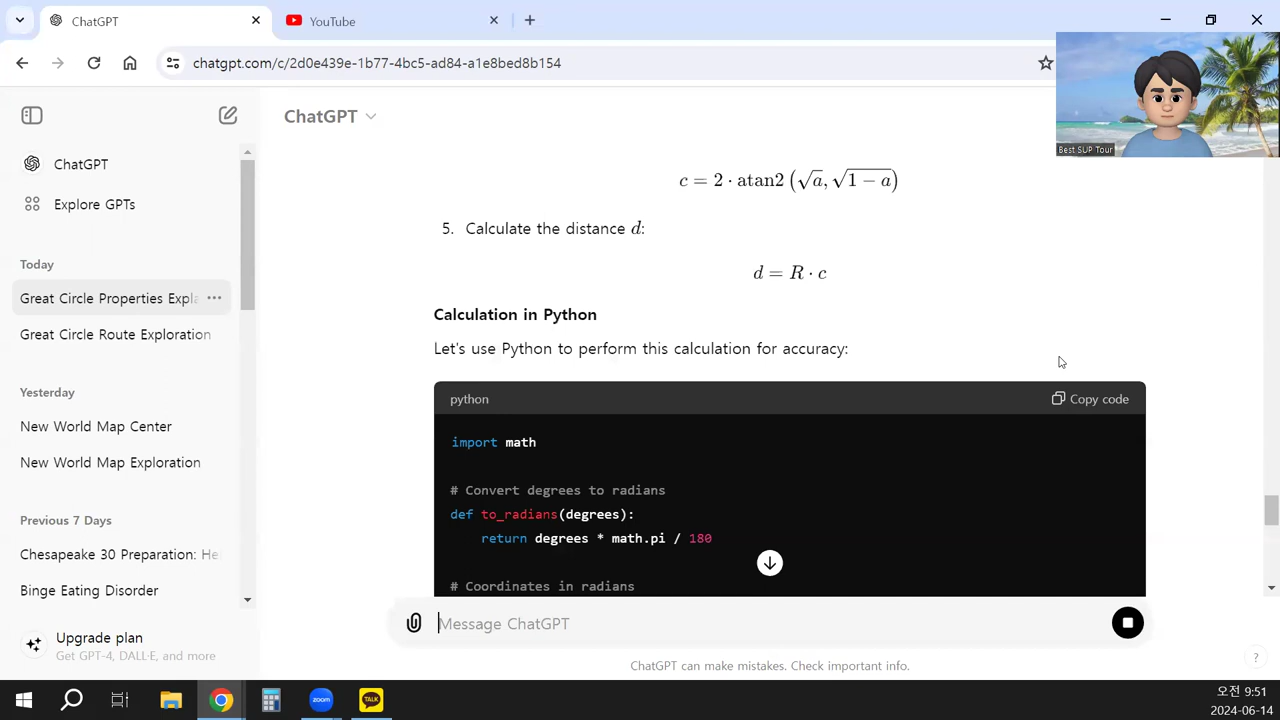 ChatGPT
YouTube
chatgpt.com/c/2d0e439e-1b77-4bc5-ad84-a1e8bed8b154
Best SUP Tour
ChatGPT
ChatGPT
Explore GPTs
Today
Great Circle Properties Expla
Great Circle Route Exploration
Yesterday
New World Map Center
New World Map Exploration
Previous 7 Days
Chesapeake 30 Preparation: He
Binge Eating Disorder
Upgrade plan
Get GPT-4, DALL·E, and more
c = 2 · atan2 (√a, √1 − a)
5. Calculate the distance d:
d = R · c
Calculation in Python
Let's use Python to perform this calculation for accuracy:
python
Copy code
import math
# Convert degrees to radians
def to_radians(degrees):
return degrees * math.pi / 180
# Coordinates in radians
Message ChatGPT
ChatGPT can make mistakes. Check important info.
?
zoom
TALK
오전 9:51
2024-06-14